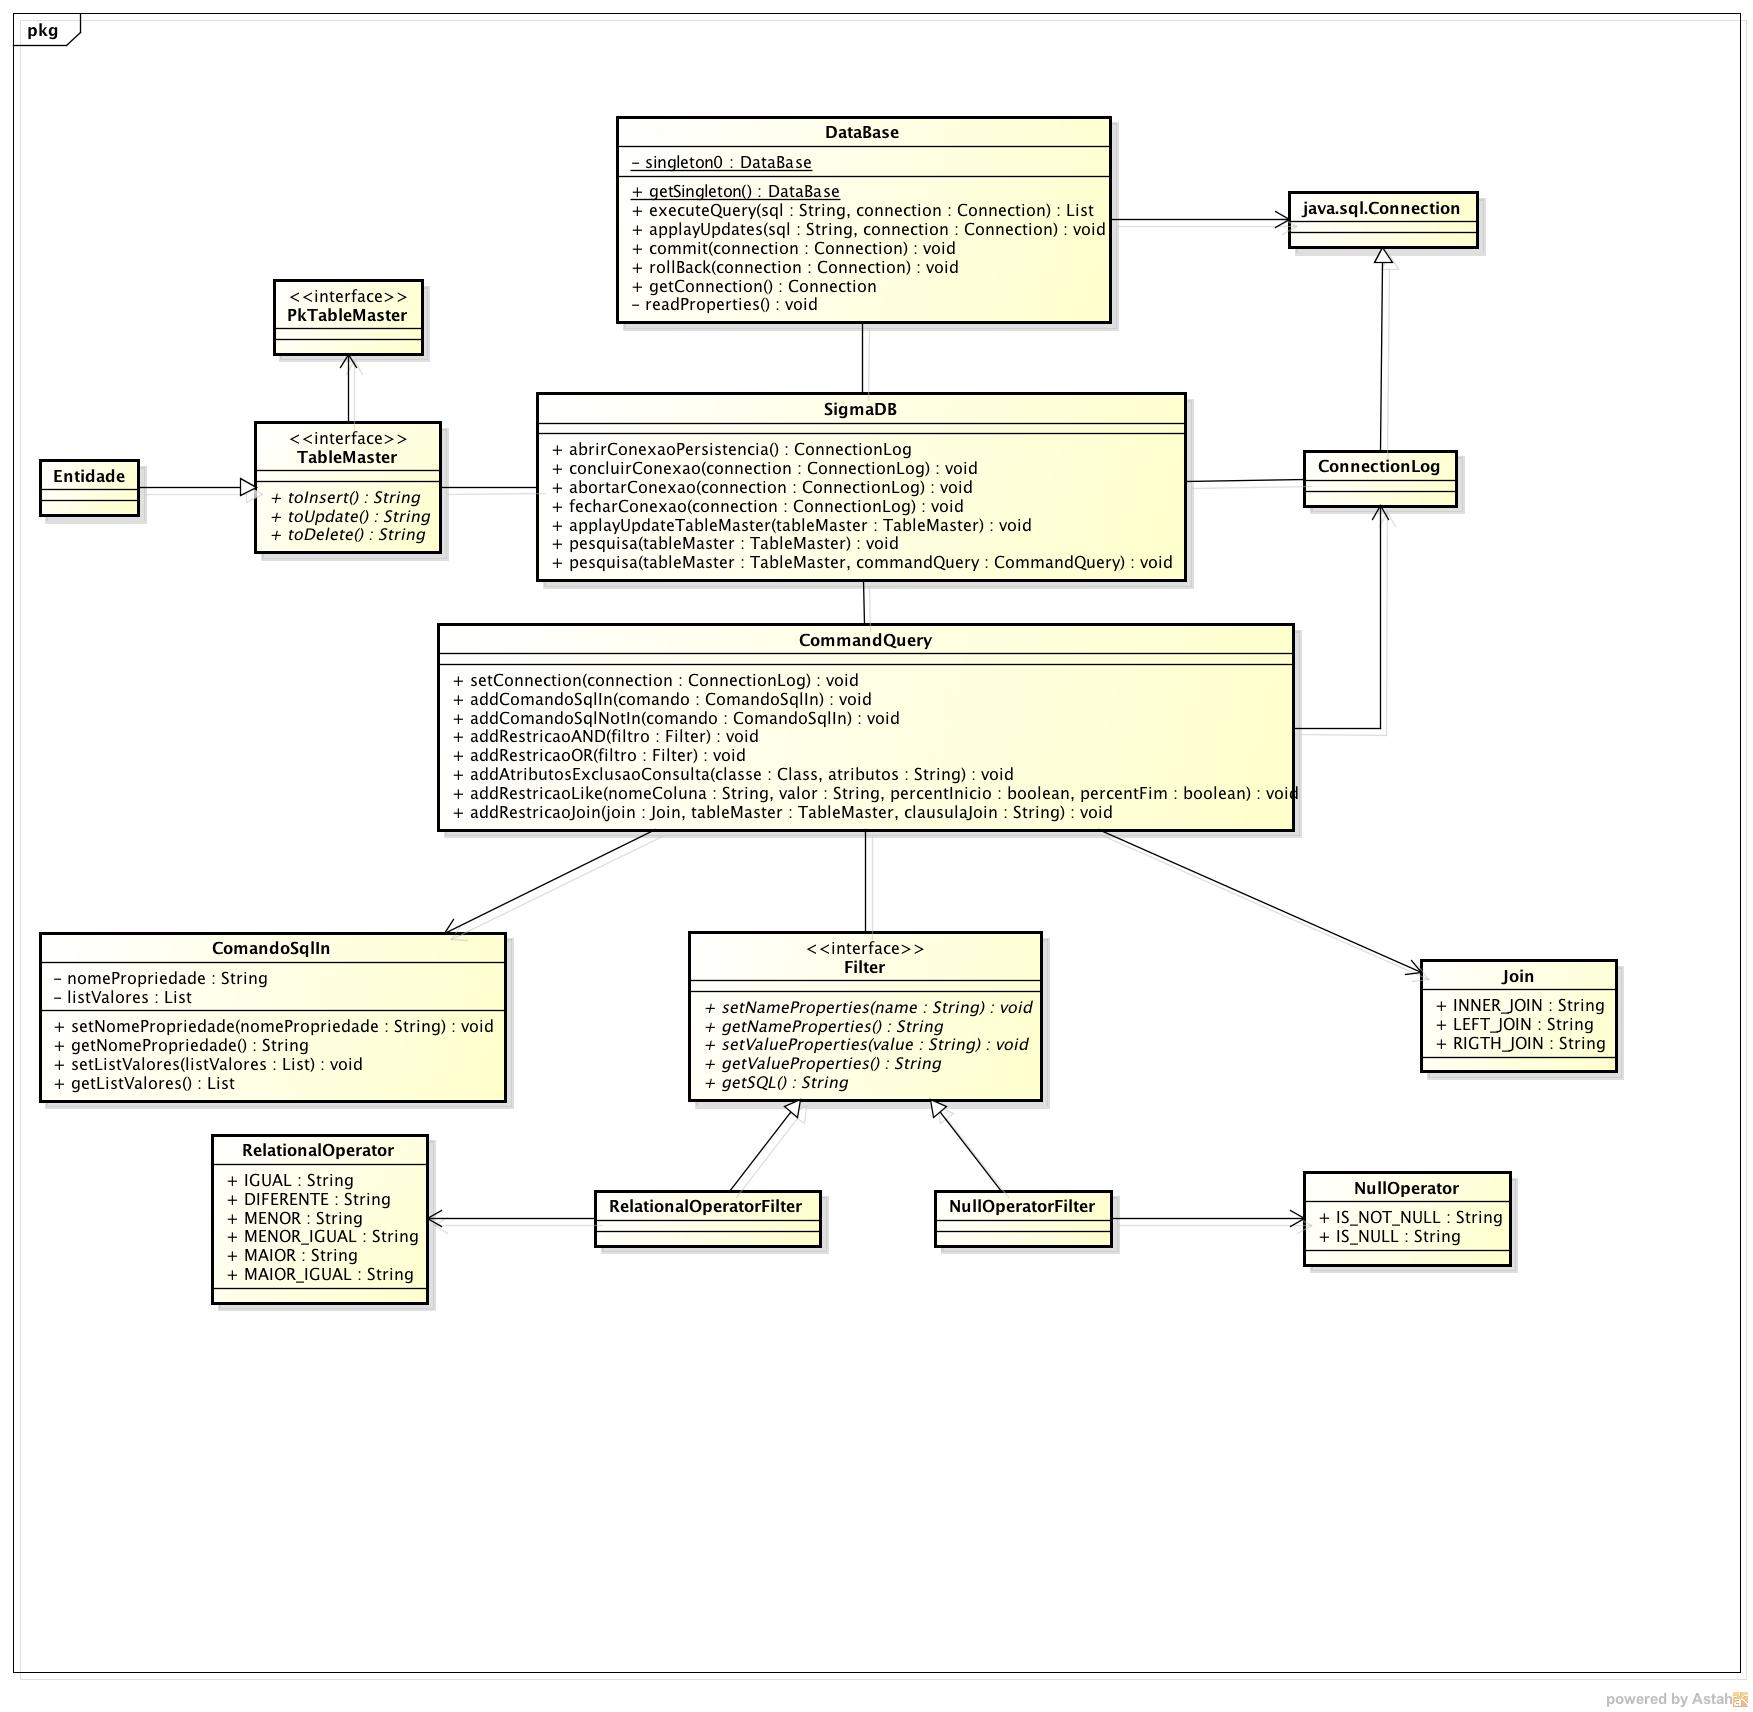 pkg
DataBase
- singleton0 : DataBase
+ getSingleton() : DataBase
+ executeQuery(sql : String, connection : Connection) : List
+ applayUpdates(sql : String, connection : Connection) : void
+ commit(connection : Connection) : void
+ rollBack(connection : Connection) : void
+ getConnection() : Connection
- readProperties() : void
java.sql.Connection
<<interface>>
PkTableMaster
Entidade
<<interface>>
TableMaster
+ toInsert() : String
+ toUpdate() : String
+ toDelete() : String
SigmaDB
+ abrirConexaoPersistencia() : ConnectionLog
+ concluirConexao(connection : ConnectionLog) : void
+ abortarConexao(connection : ConnectionLog) : void
+ fecharConexao(connection : ConnectionLog) : void
+ applayUpdateTableMaster(tableMaster : TableMaster) : void
+ pesquisa(tableMaster : TableMaster) : void
+ pesquisa(tableMaster : TableMaster, commandQuery : CommandQuery) : void
ConnectionLog
CommandQuery
+ setConnection(connection : ConnectionLog) : void
+ addComandoSqlIn(comando : ComandoSqlIn) : void
+ addComandoSqlNotIn(comando : ComandoSqlIn) : void
+ addRestricaoAND(filtro : Filter) : void
+ addRestricaoOR(filtro : Filter) : void
+ addAtributosExclusaoConsulta(classe : Class, atributos : String) : void
+ addRestricaoLike(nomeColuna : String, valor : String, percentInicio : boolean, percentFim : boolean) : void
+ addRestricaoJoin(join : Join, tableMaster : TableMaster, clausulaJoin : String) : void
ComandoSqlIn
- nomePropriedade : String
- listValores : List
+ setNomePropriedade(nomePropriedade : String) : void
+ getNomePropriedade() : String
+ setListValores(listValores : List) : void
+ getListValores() : List
<<interface>>
Filter
+ setNameProperties(name : String) : void
+ getNameProperties() : String
+ setValueProperties(value : String) : void
+ getValueProperties() : String
+ getSQL() : String
Join
+ INNER_JOIN : String
+ LEFT_JOIN : String
+ RIGTH_JOIN : String
RelationalOperator
+ IGUAL : String
+ DIFERENTE : String
+ MENOR : String
+ MENOR_IGUAL : String
+ MAIOR : String
+ MAIOR_IGUAL : String
RelationalOperatorFilter
NullOperatorFilter
NullOperator
+ IS_NOT_NULL : String
+ IS_NULL : String
powered by Astah